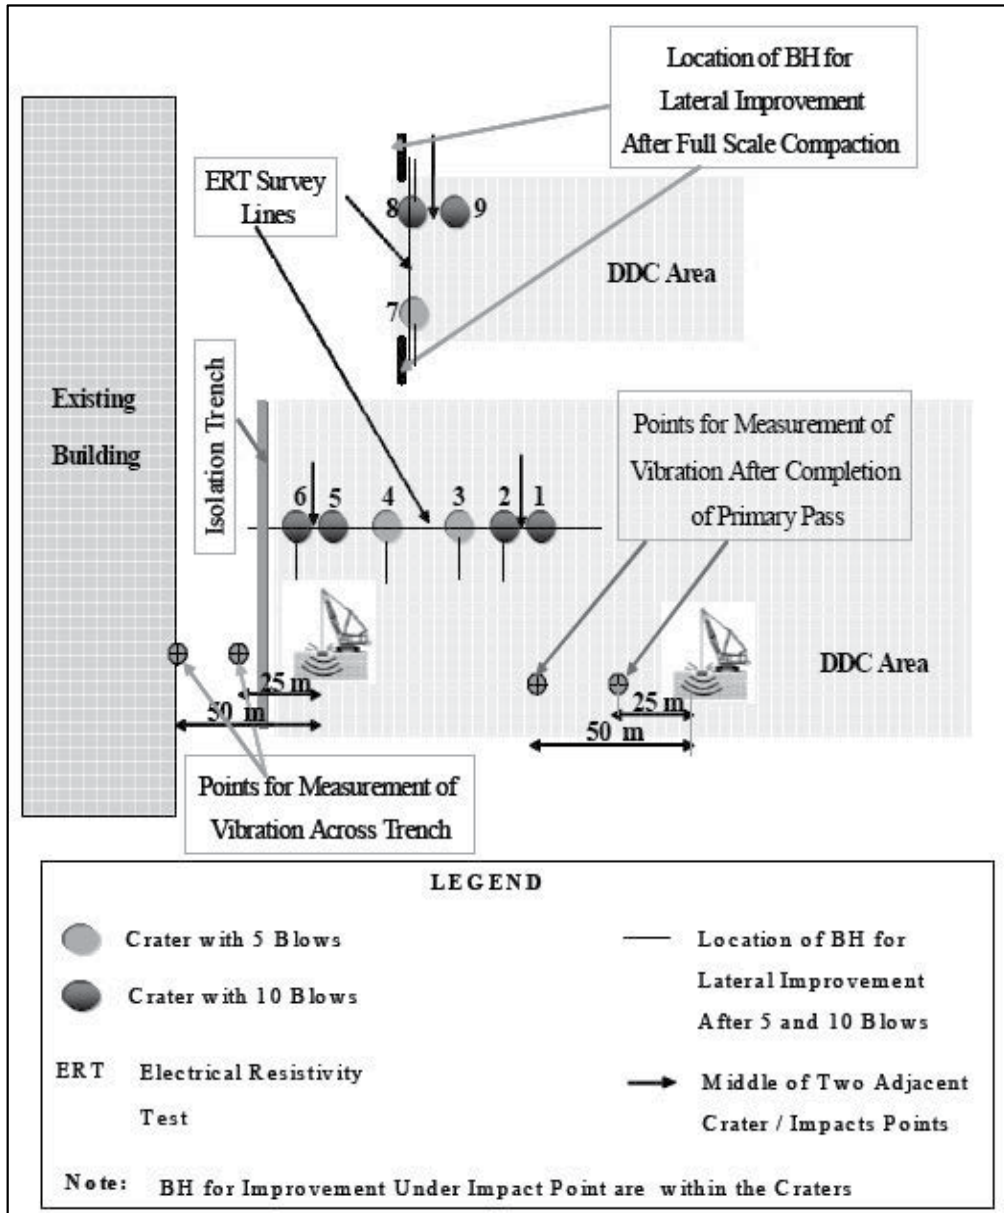 Location of BH for
Lateral Improvement
After Full Scale Compaction
ERT Survey
Lines
8
9
DDC Area
7
Existing
Building
Isolation Trench
Points for Measurement of
Vibration After Completion
of Primary Pass
6
5
4
3
2
1
DDC Area
25 m
50 m
25 m
50 m
Points for Measurement of
Vibration Across Trench
LEGEND
Crater with 5 Blows
Crater with 10 Blows
ERT Electrical Resistivity
Test
Location of BH for
Lateral Improvement
After 5 and 10 Blows
Middle of Two Adjacent
Crater / Impacts Points
Note: BH for Improvement Under Impact Point are within the Craters